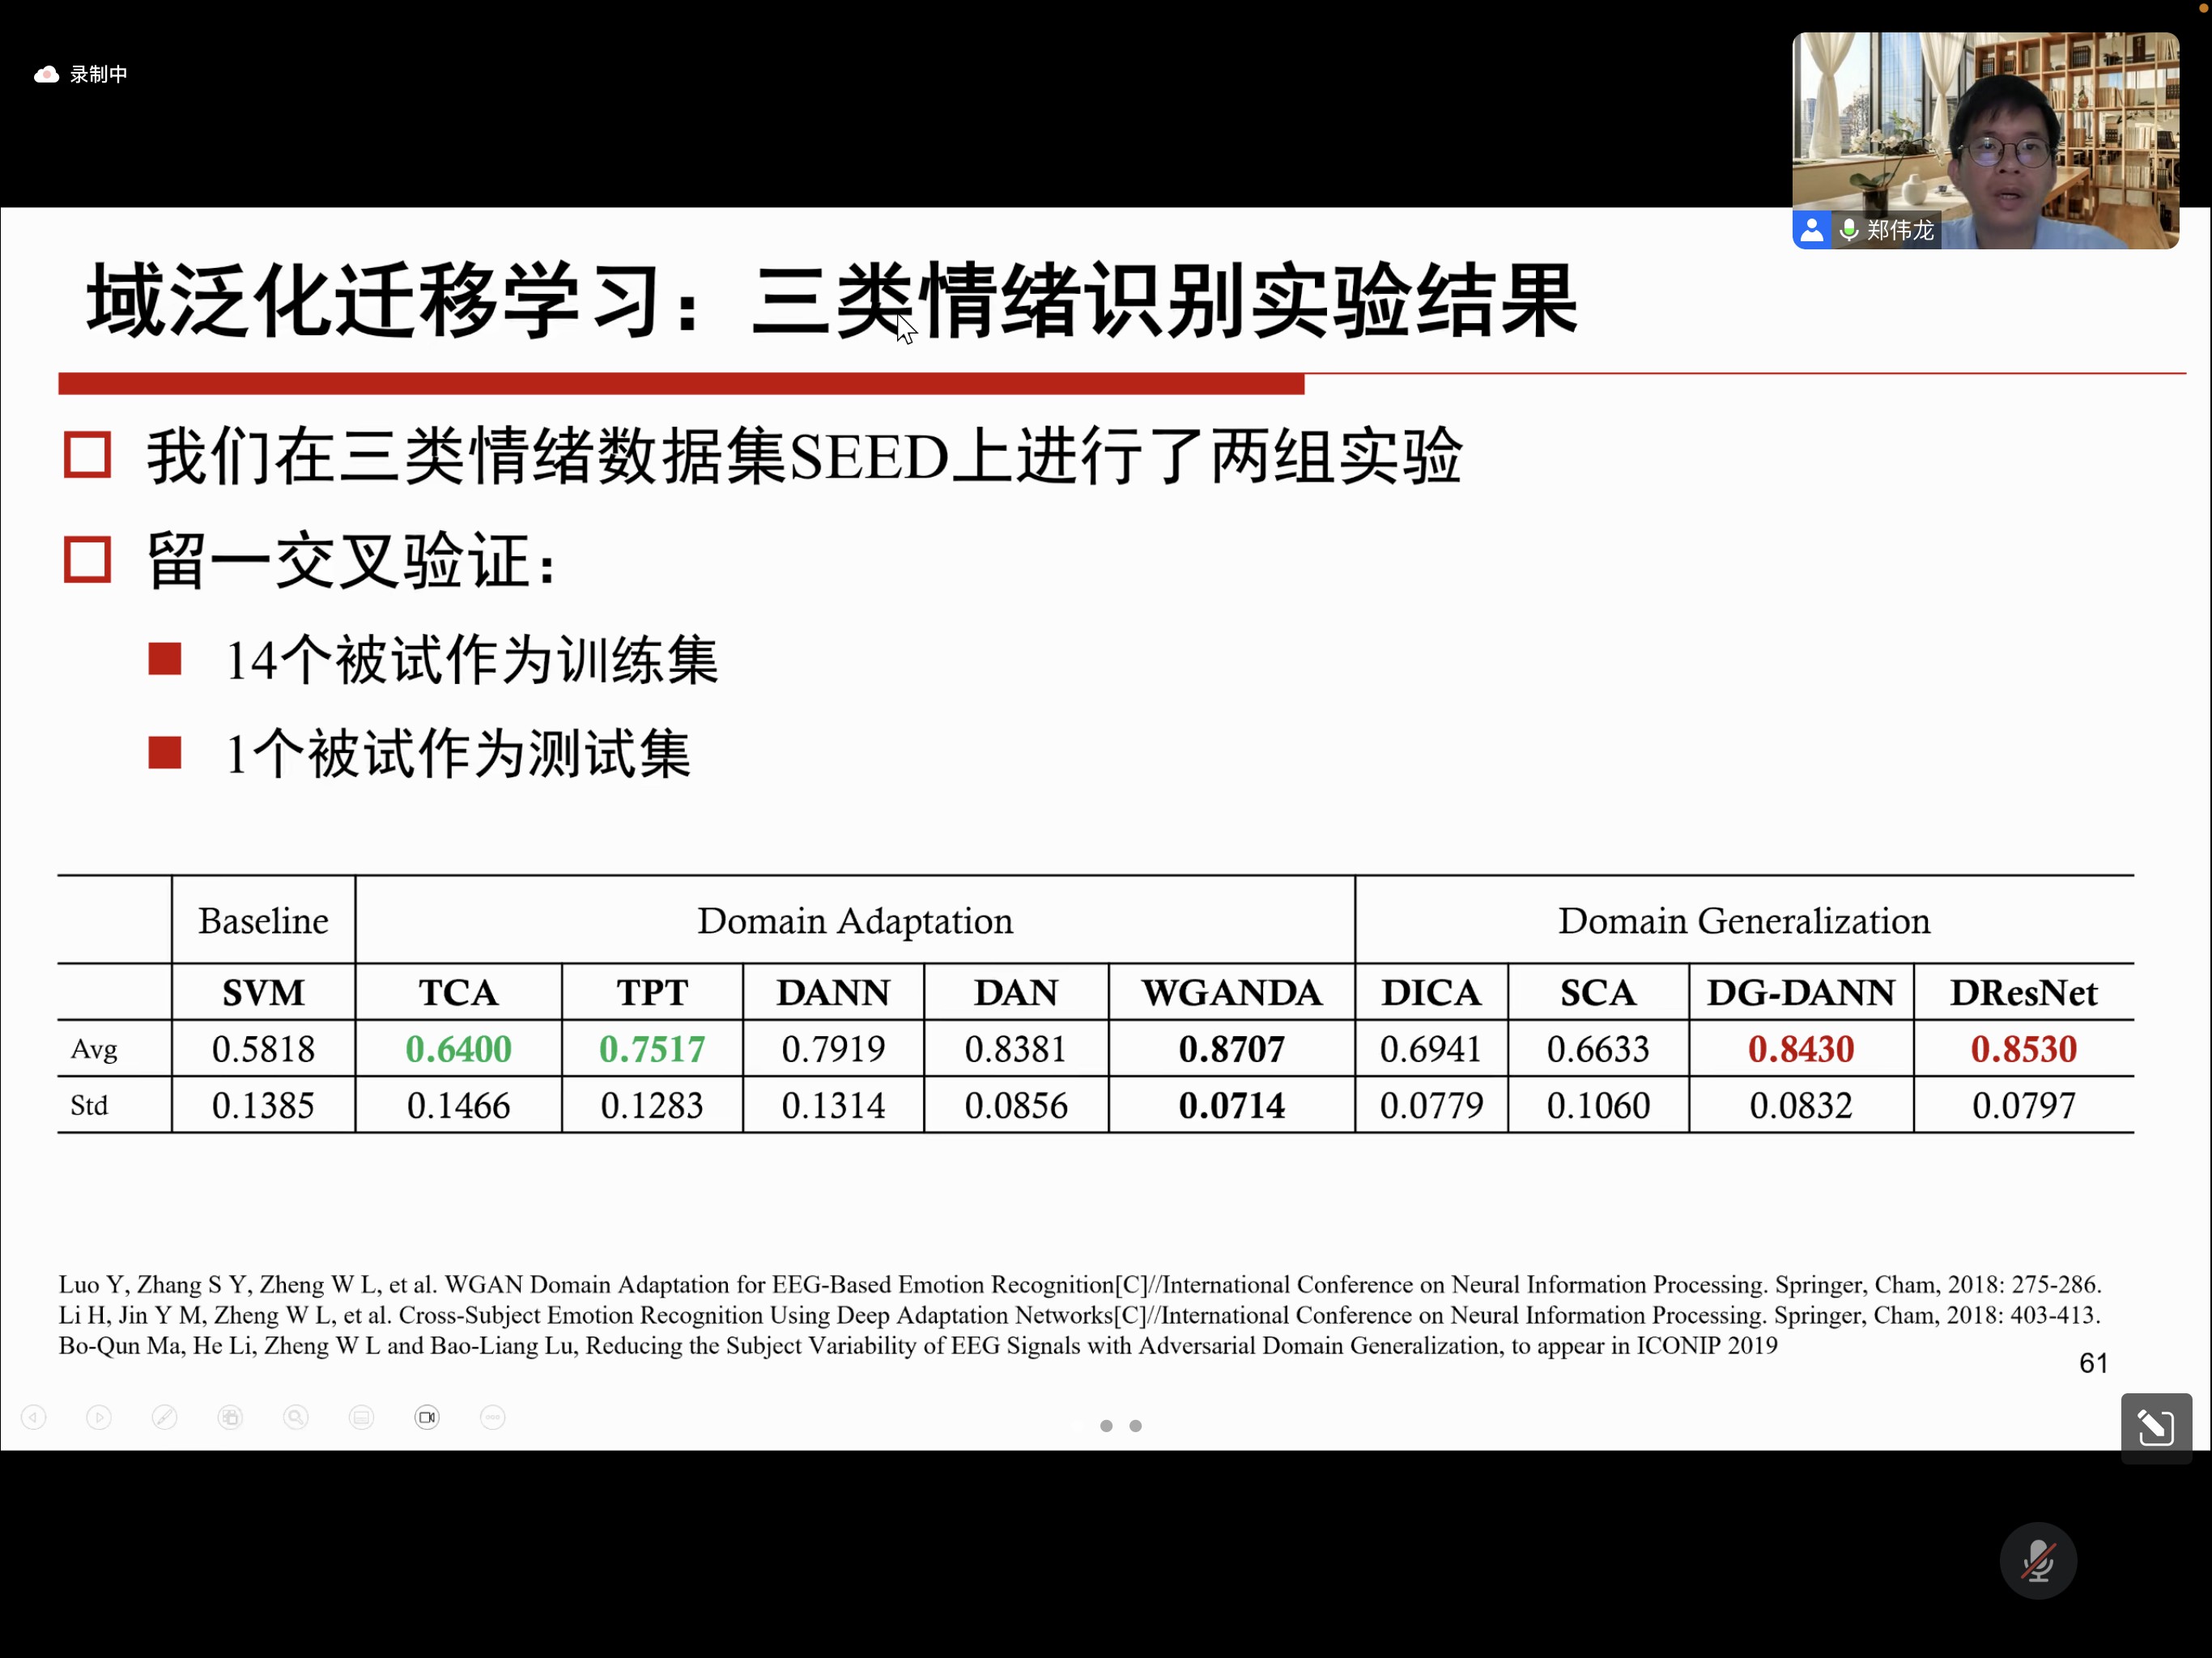 录制中
郑伟龙
域泛化迁移学习：三类情绪识别实验结果
我们在三类情绪数据集SEED上进行了两组实验
留一交叉验证：
14个被试作为训练集
1个被试作为测试集
Baseline Domain Adaptation Domain Generalization
SVM TCA TPT DANN DAN WGANDA DICA SCA DG-DANN DResNet
Avg 0.5818 0.6400 0.7517 0.7919 0.8381 0.8707 0.6941 0.6633 0.8430 0.8530
Std 0.1385 0.1466 0.1283 0.1314 0.0856 0.0714 0.0779 0.1060 0.0832 0.0797
Luo Y, Zhang S Y, Zheng W L, et al. WGAN Domain Adaptation for EEG-Based Emotion Recognition[C]//International Conference on Neural Information Processing. Springer, Cham, 2018: 275-286.
Li H, Jin Y M, Zheng W L, et al. Cross-Subject Emotion Recognition Using Deep Adaptation Networks[C]//International Conference on Neural Information Processing. Springer, Cham, 2018: 403-413.
Bo-Qun Ma, He Li, Zheng W L and Bao-Liang Lu, Reducing the Subject Variability of EEG Signals with Adversarial Domain Generalization, to appear in ICONIP 2019
61